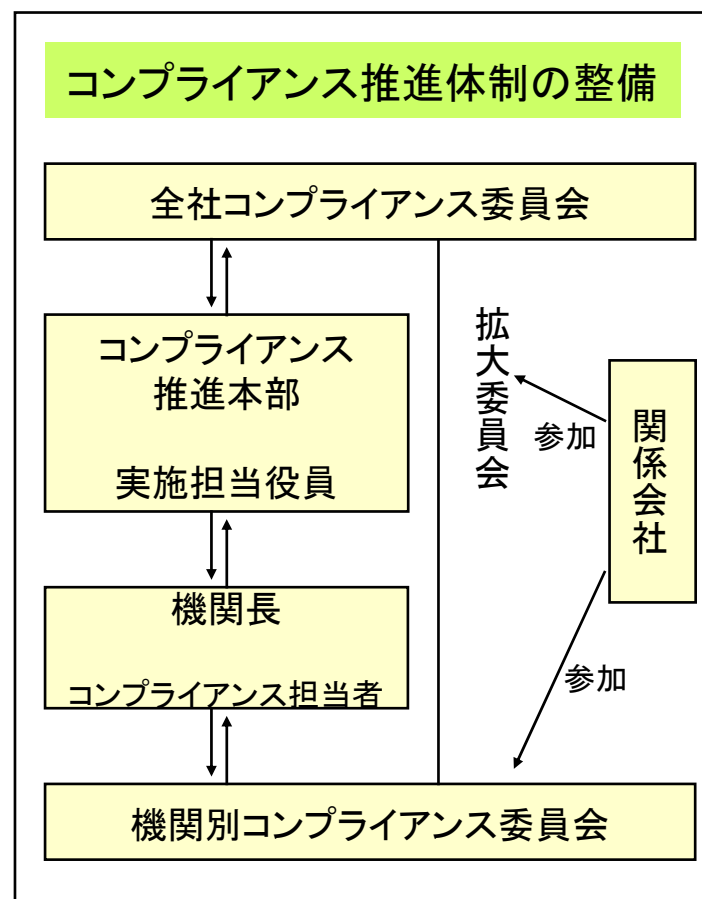 コンプライアンス推進体制の整備
全社コンプライアンス委員会
コンプライアンス
推進本部
実施担当役員
拡大委員会
参加
関係会社
機関長
コンプライアンス担当者
参加
機関別コンプライアンス委員会